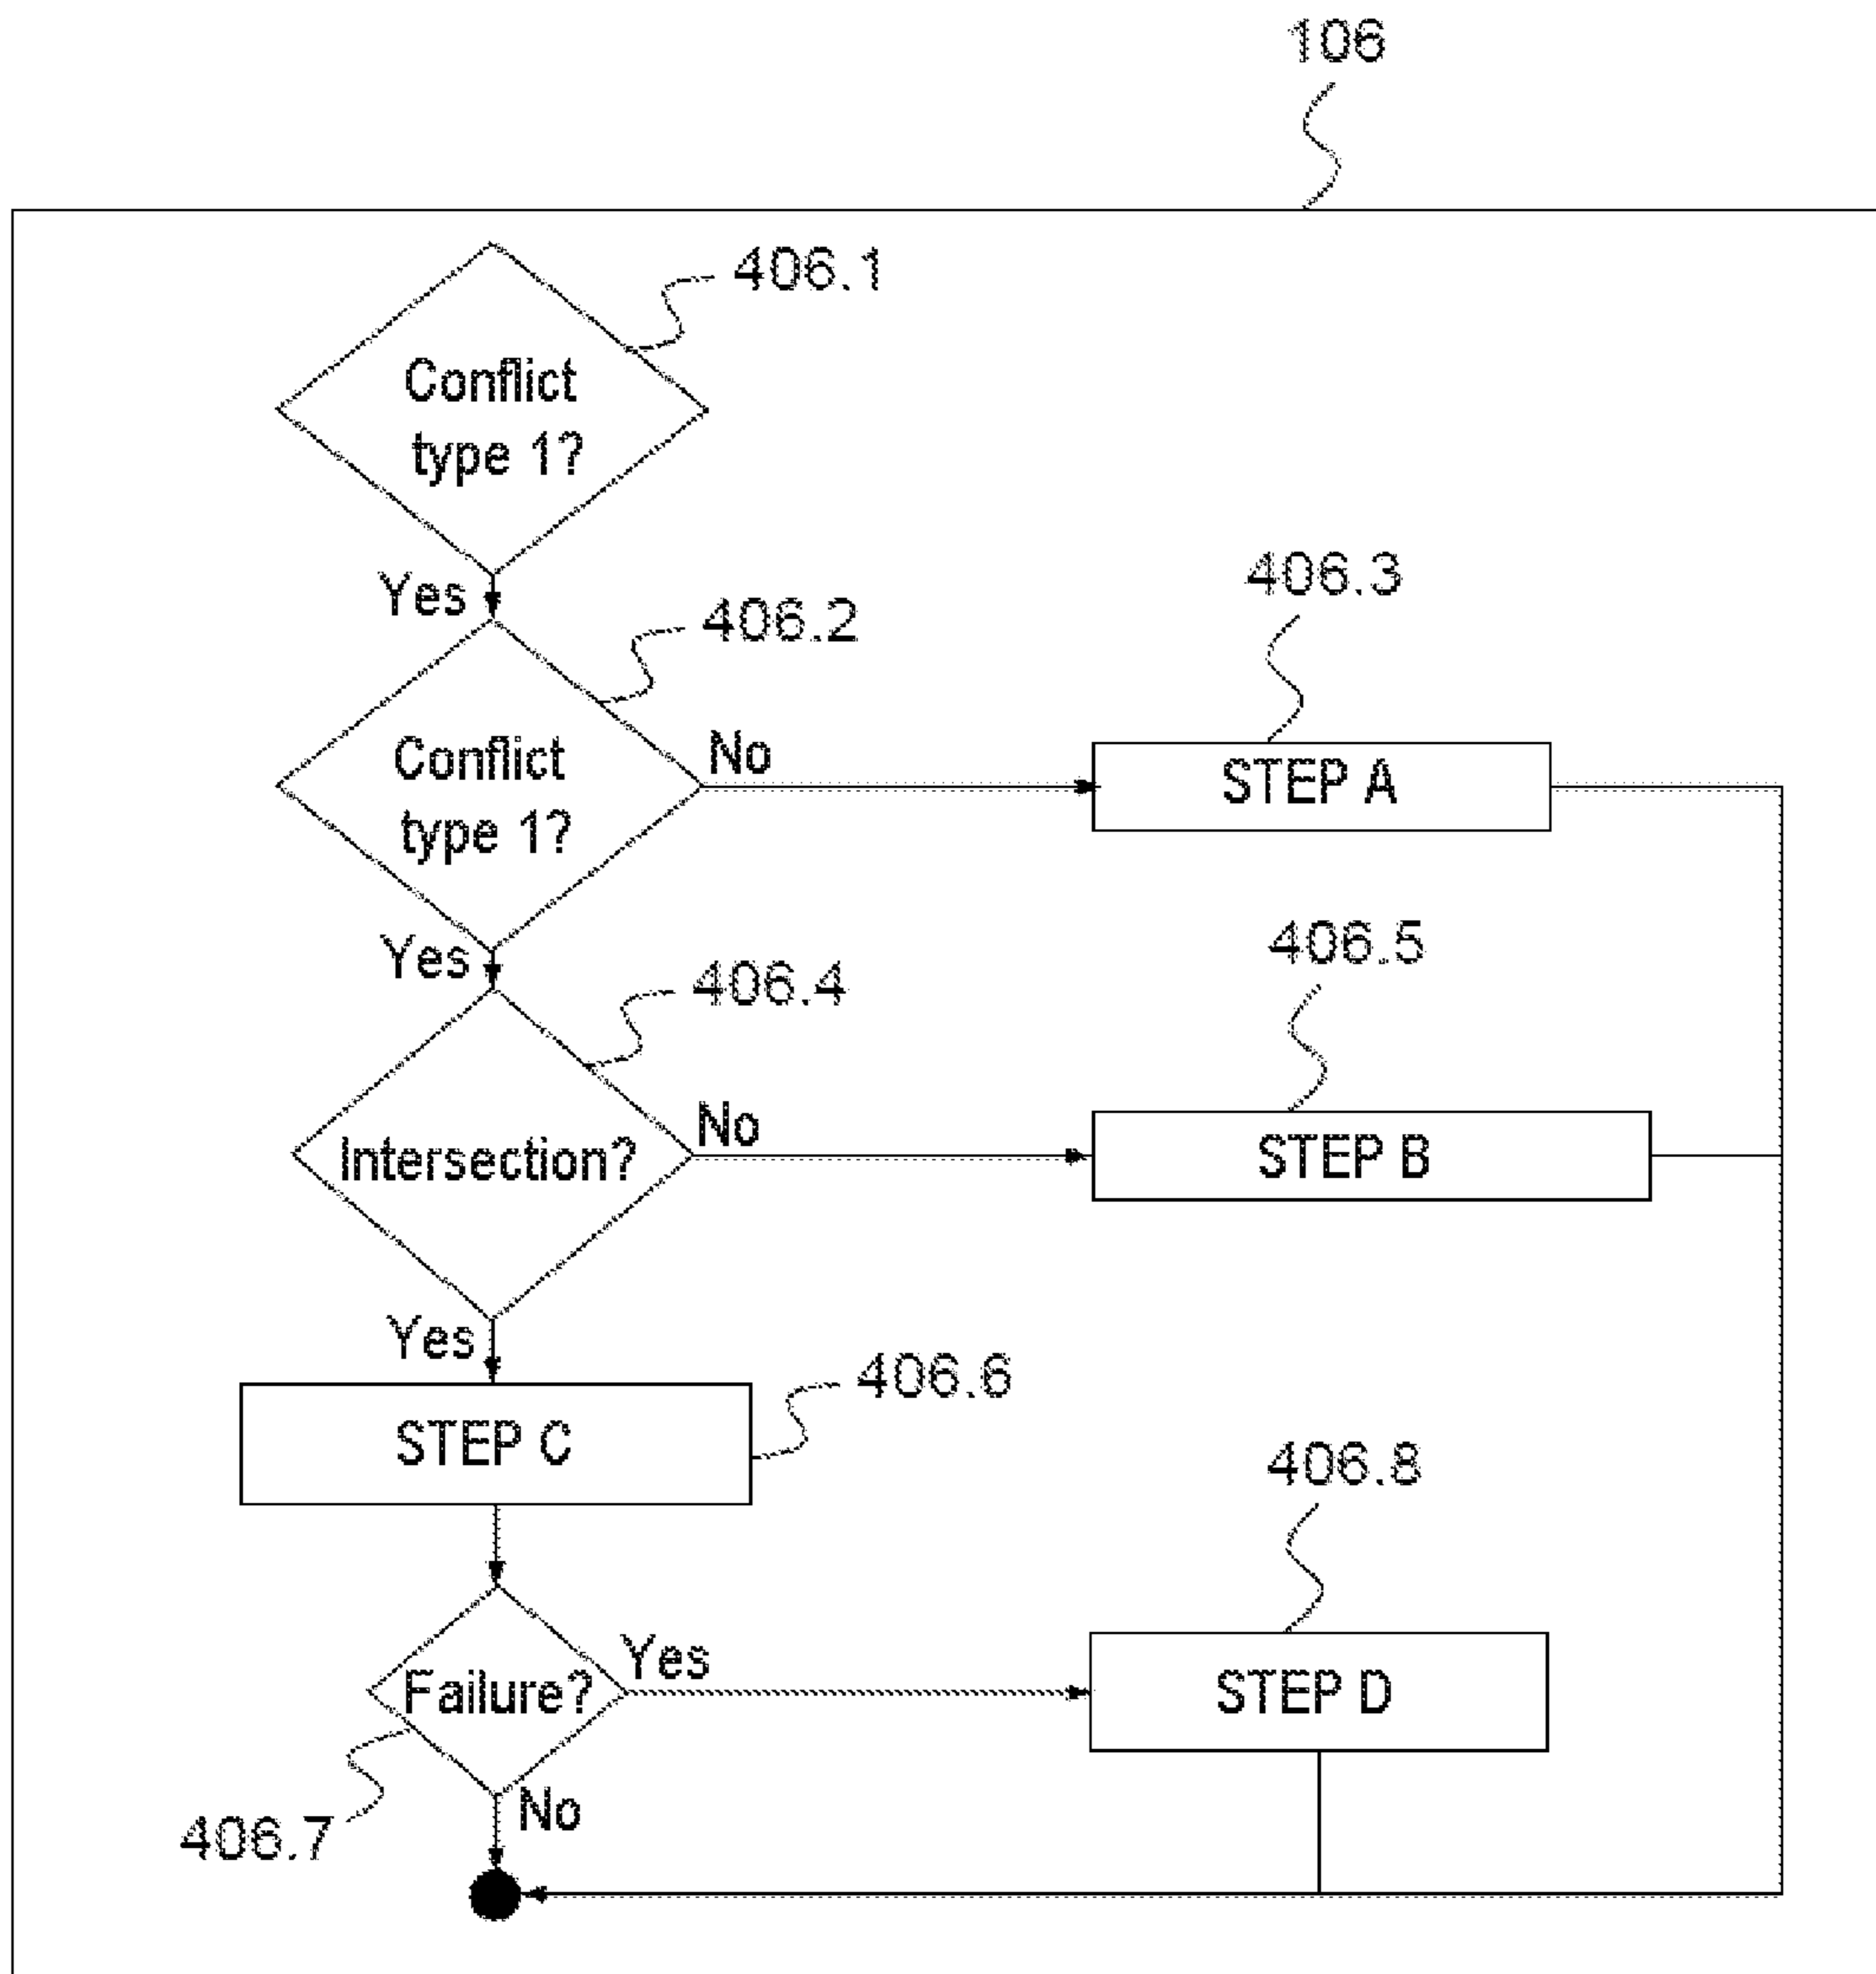 106
406.1
Conflict
type 1?
Yes
406.2
406.3
Conflict
type 1?
No
STEP A
Yes
406.4
406.5
Intersection?
No
STEP B
Yes
406.6
STEP C
406.8
Failure?
Yes
STEP D
406.7
No